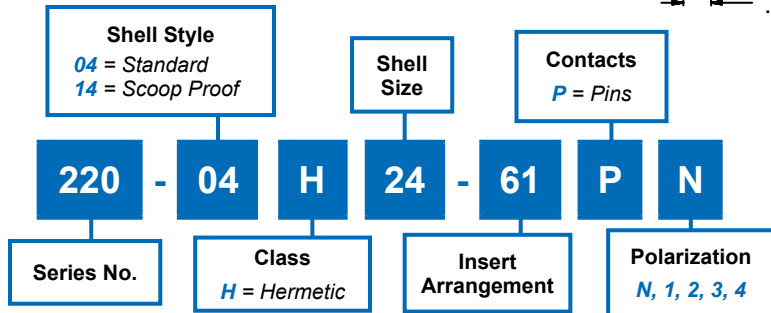 Shell Style
04 = Standard
14 = Scoop Proof
Shell
Size
Contacts
P = Pins
220 - 04 H 24 - 61 P N
Series No.
Class
H = Hermetic
Insert
Arrangement
Polarization
N, 1, 2, 3, 4